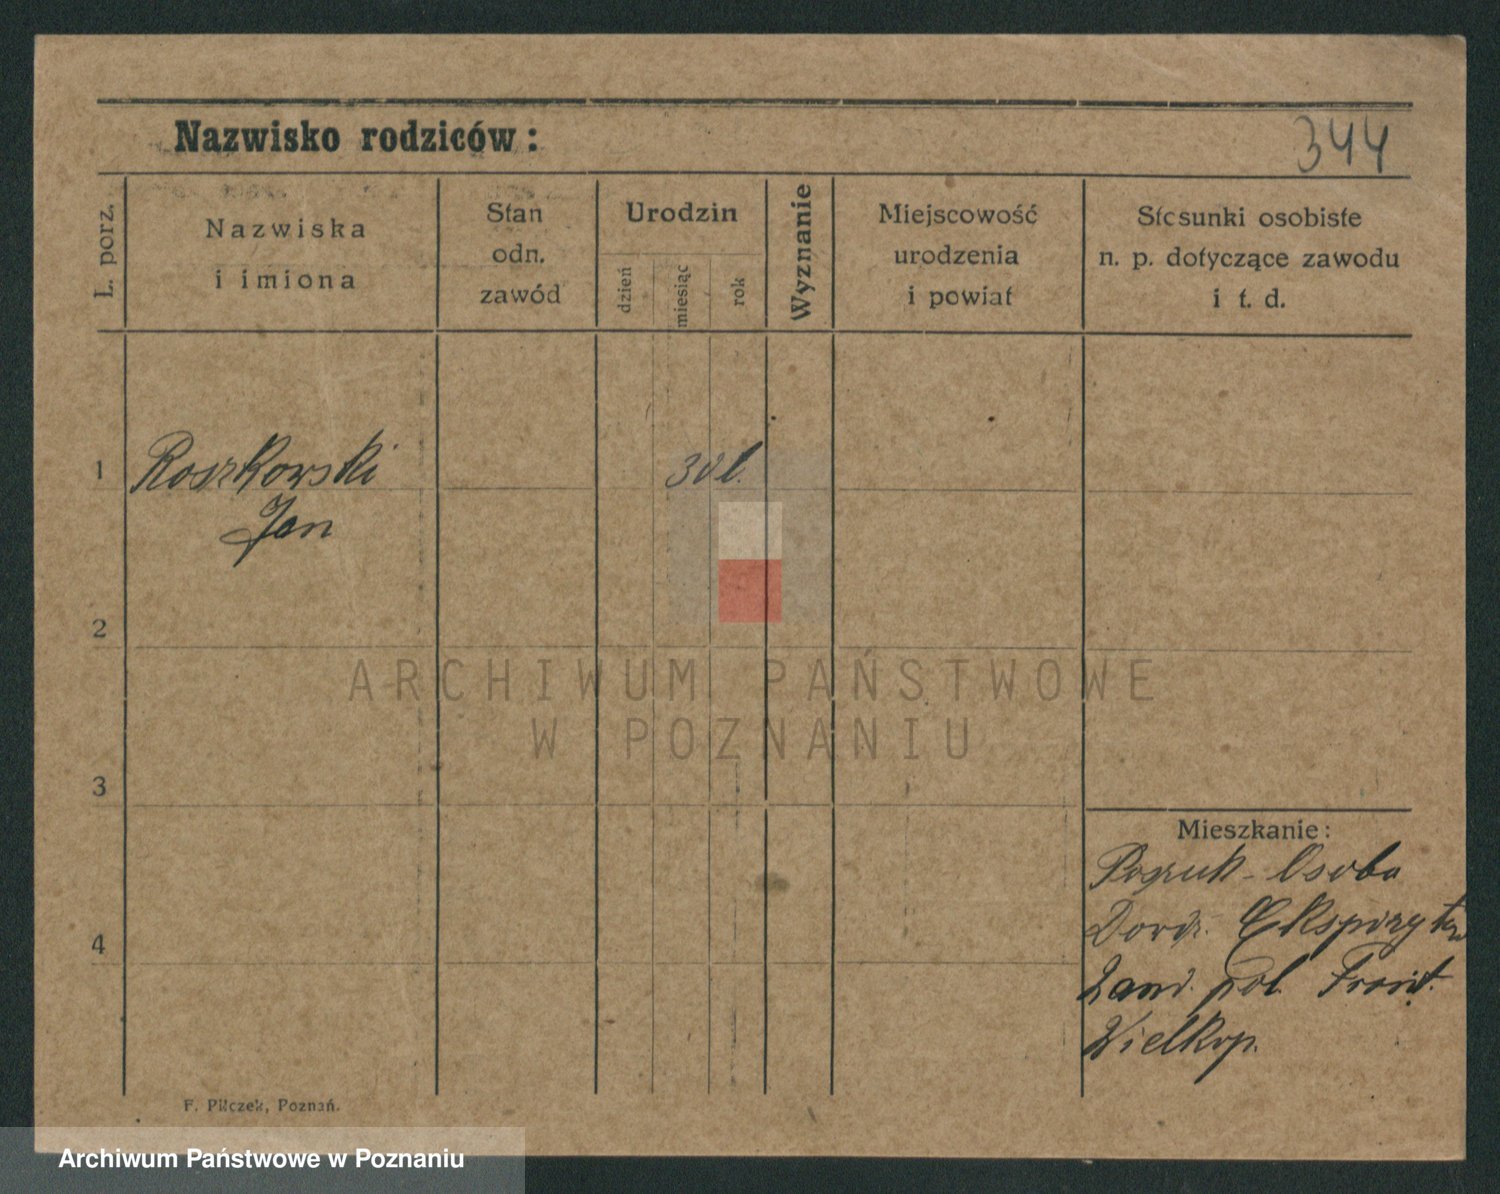 Nazwisko rodziców:
344
L. porz.
Nazwiska
i imiona
Stan
odn.
zawód
Urodzin
dzień
miesiąc
rok
Wyznanie
Miejscowość
urodzenia
i powiat
Stosunki osobiste
n. p. dotyczące zawodu
i t. d.
1
Roszkowski
30 l.
Jan
2
3
4
Mieszkanie:
Osoba
pol. Front.
Wielkop.
F. Pilczek, Poznań.
ARCHIWUM PAŃSTWOWE
W POZNANIU
Archiwum Państwowe w Poznaniu